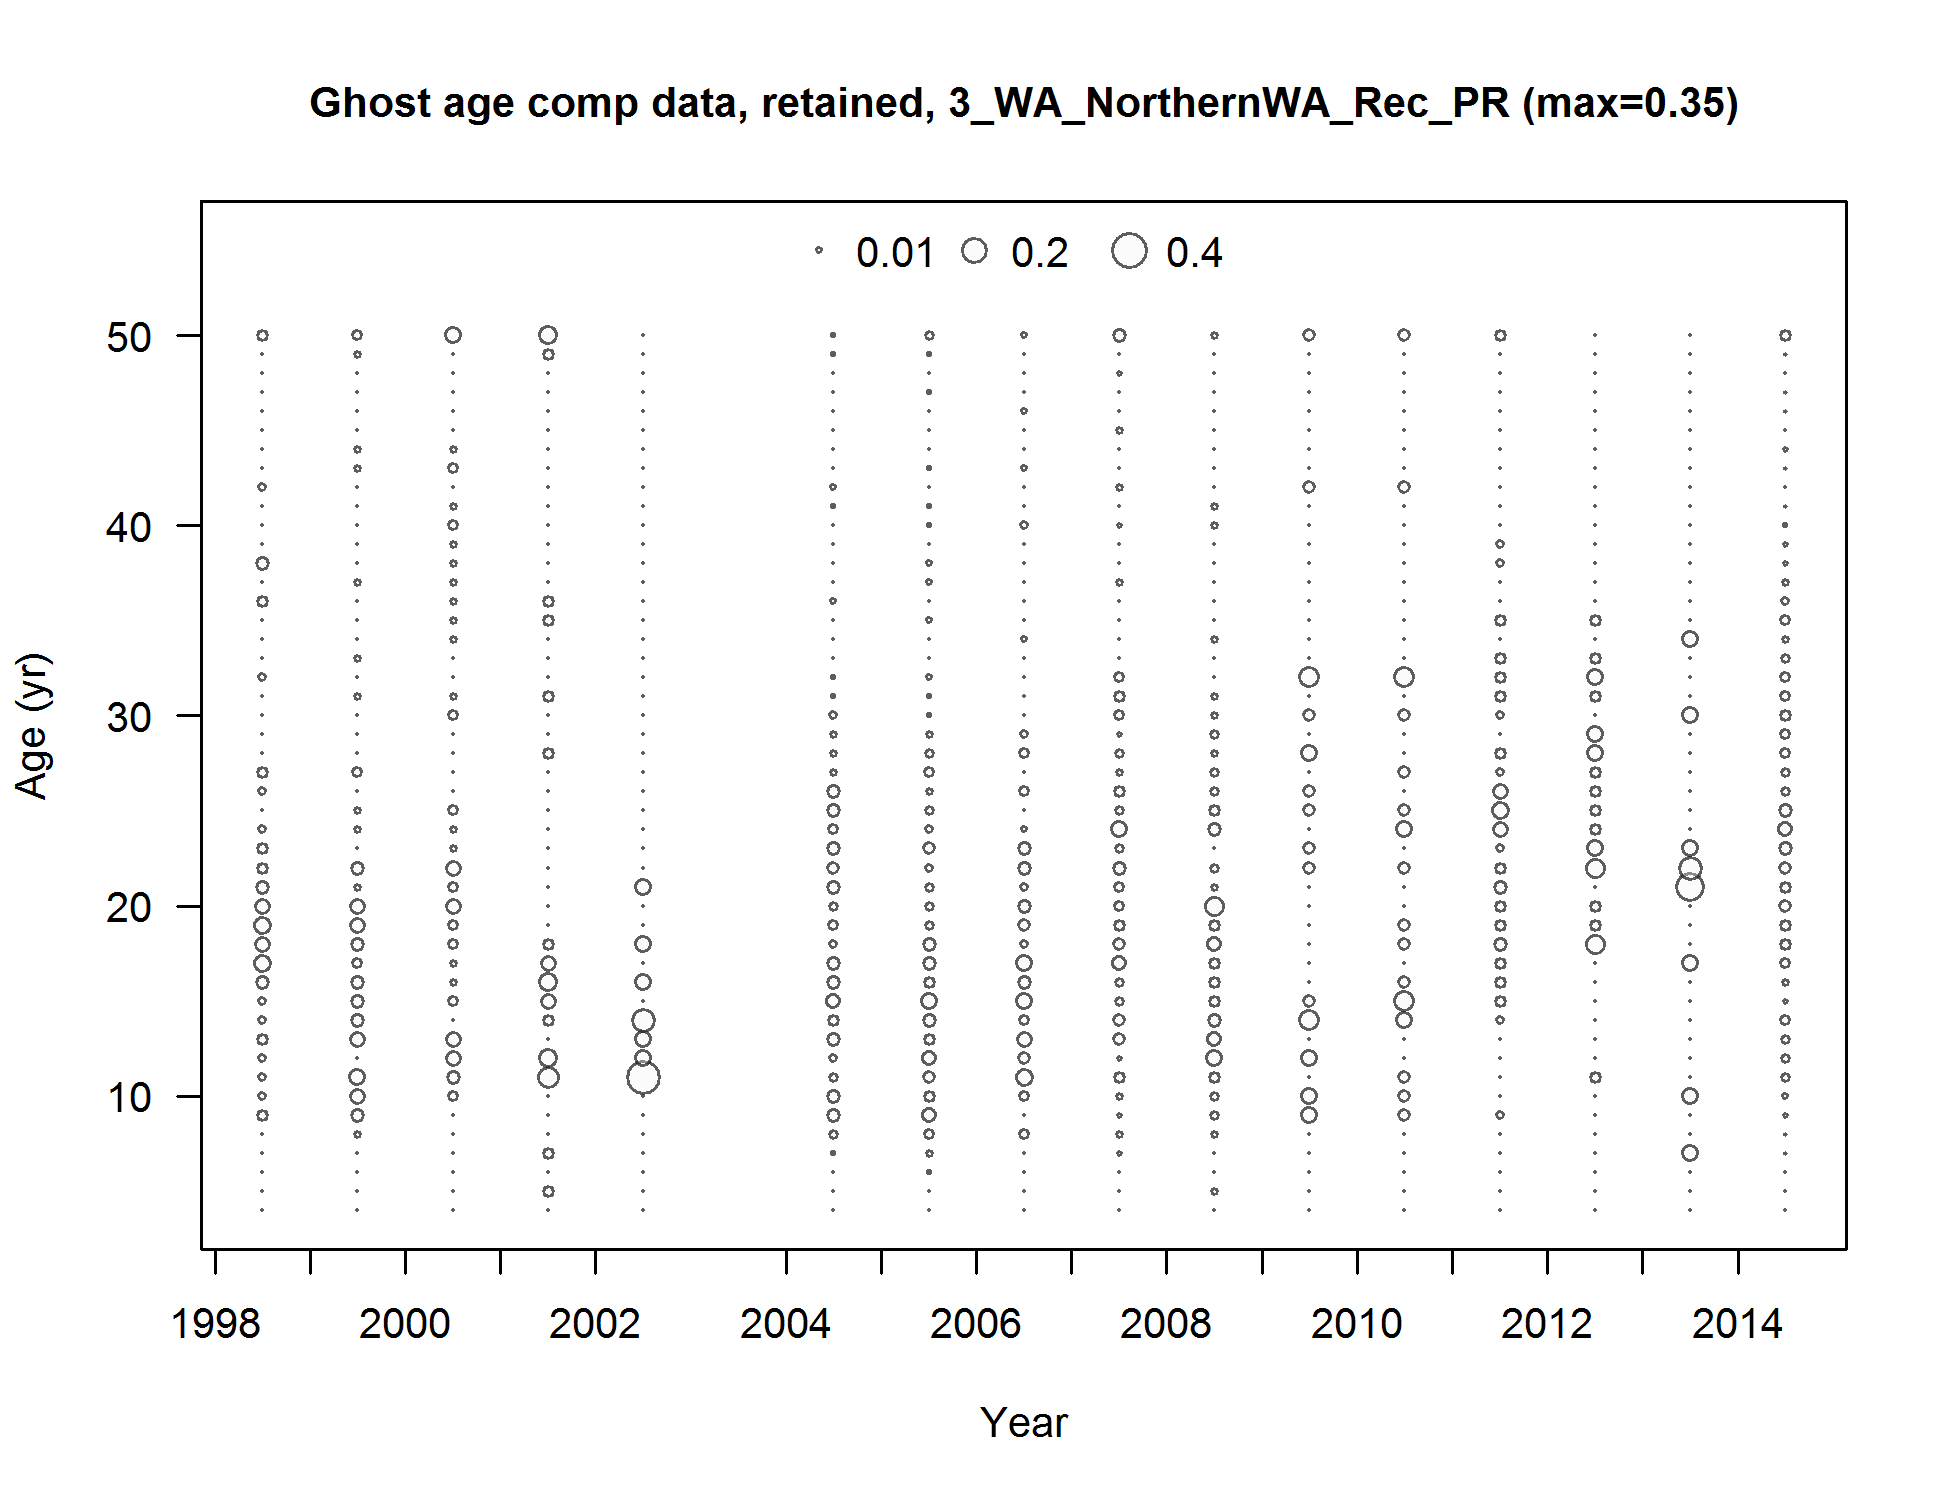 Ghost age comp data, retained, 3_WA_NorthernWA_Rec_PR (max=0.35)
0.01 0.2 0.4
50
40
30
20
10
Age (yr)
1998 2000 2002 2004 2006 2008 2010 2012 2014
Year